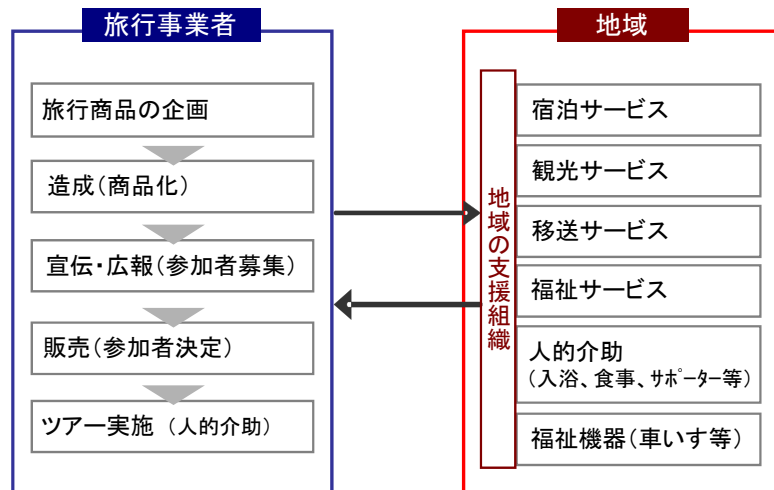 旅行事業者
旅行商品の企画
造成(商品化)
宣伝・広報(参加者募集)
販売(参加者決定)
ツアー実施 (人的介助)
地域
地域の支援組織
宿泊サービス
観光サービス
移送サービス
福祉サービス
人的介助
(入浴、食事、ｻﾎﾟｰﾀｰ等)
福祉機器(車いす等)